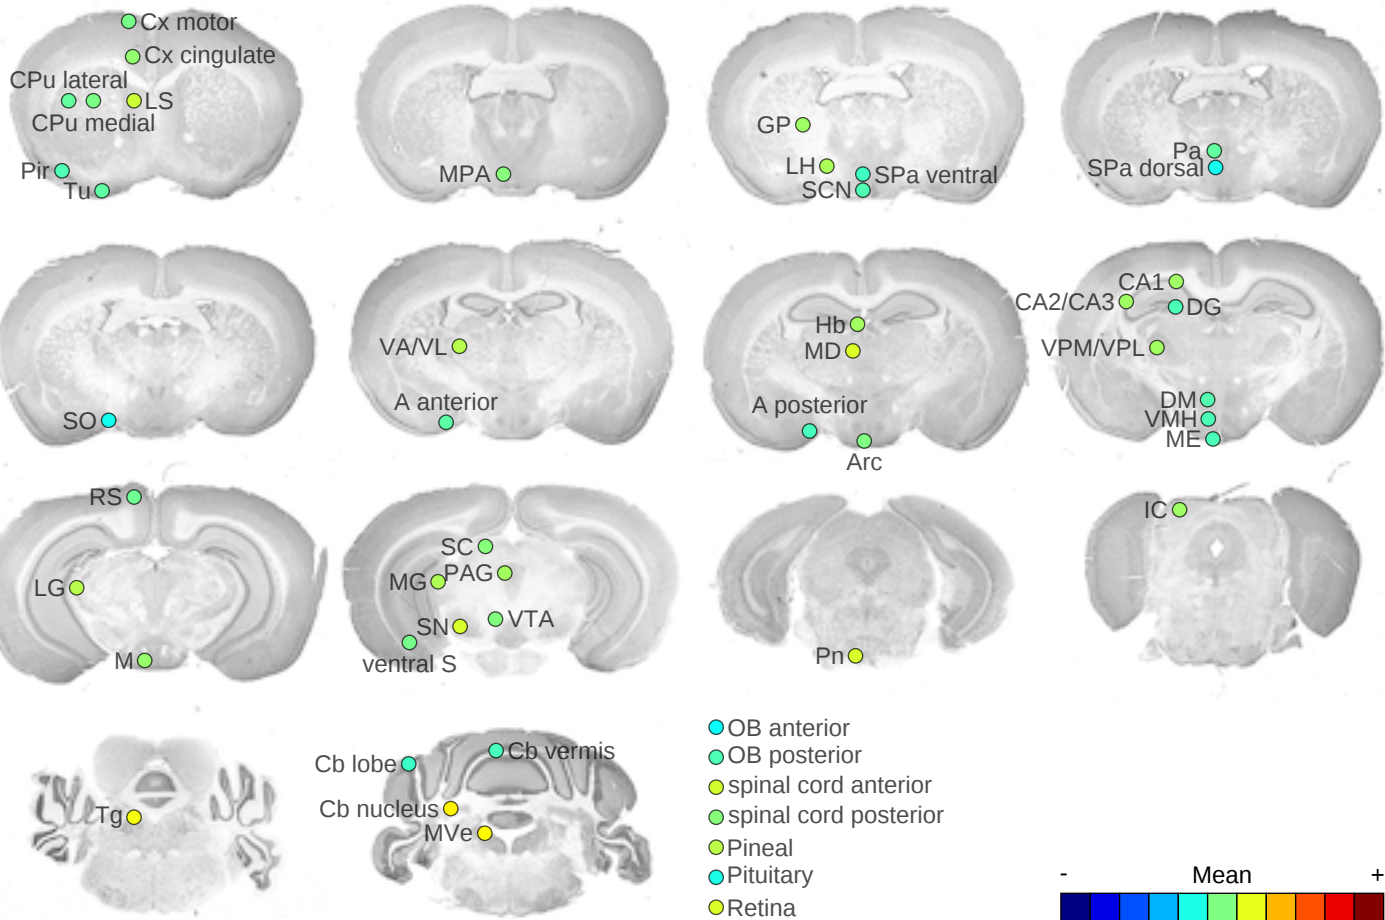 Cx motor
Cx cingulate
CPu lateral
LS
CPu medial
Pir
Tu
MPA
GP
LH
SPa ventral
SCN
Pa
SPa dorsal
SO
VA/VL
A anterior
Hb
MD
A posterior
Arc
CA1
CA2/CA3
DG
VPM/VPL
DM
VMH
ME
RS
LG
M
SC
MG
PAG
SN
VTA
ventral S
Pn
IC
Tg
Cb lobe
Cb vermis
Cb nucleus
MVe
OB anterior
OB posterior
spinal cord anterior
spinal cord posterior
Pineal
Pituitary
Retina
- Mean +